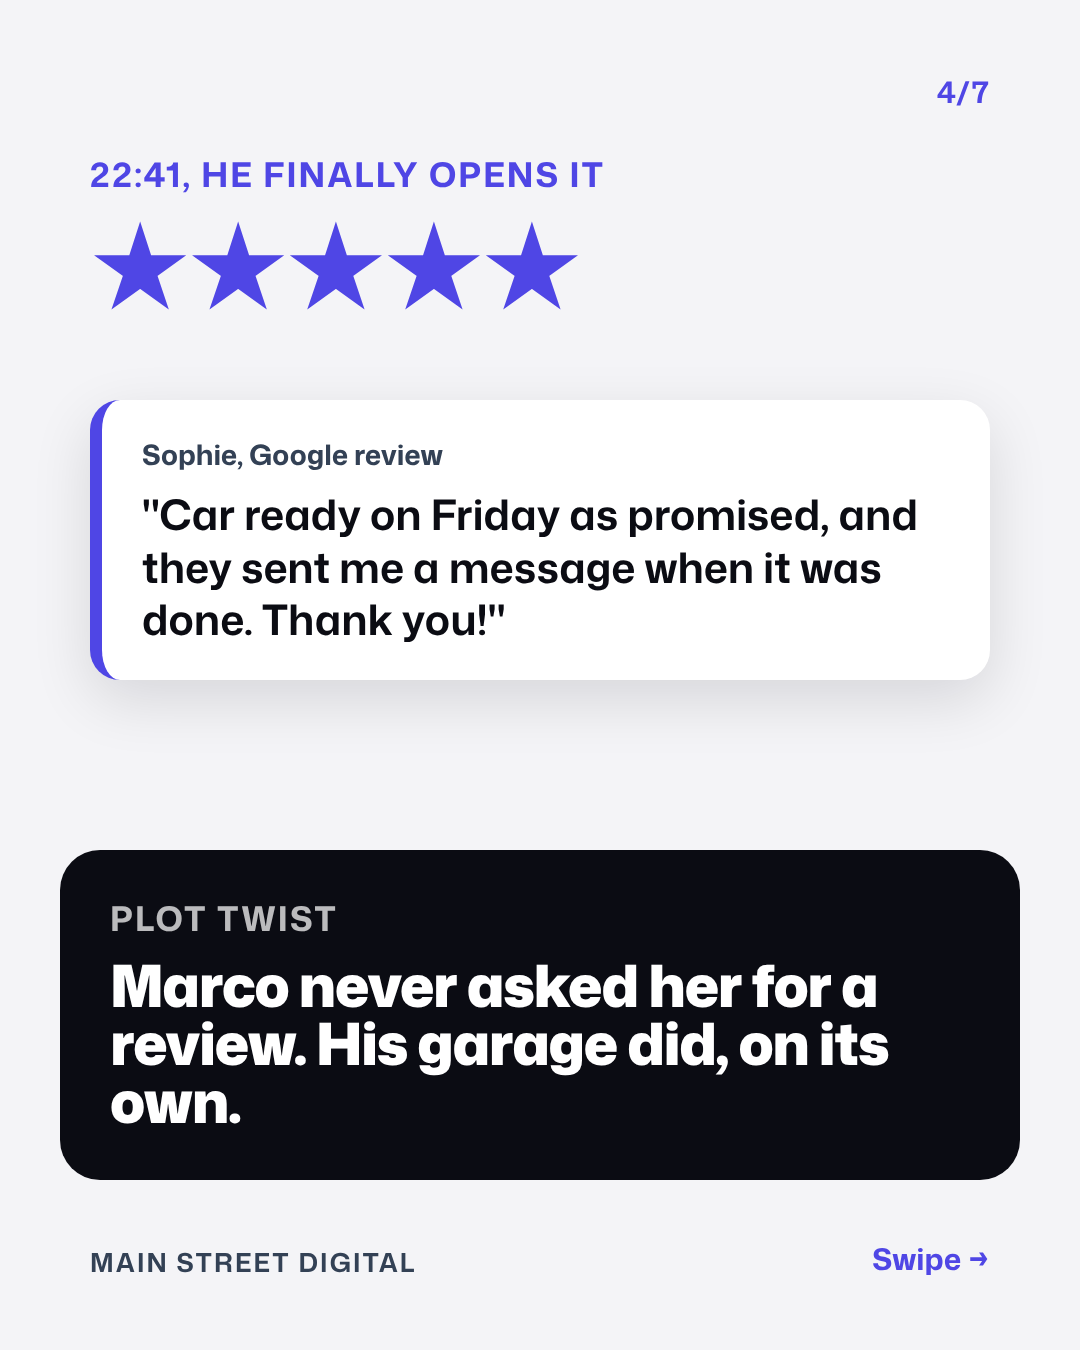 4/7
22:41, HE FINALLY OPENS IT
Sophie, Google review
"Car ready on Friday as promised, and
they sent me a message when it was
done. Thank you!"
PLOT TWIST
Marco never asked her for a
review. His garage did, on its
own.
MAIN STREET DIGITAL
Swipe →